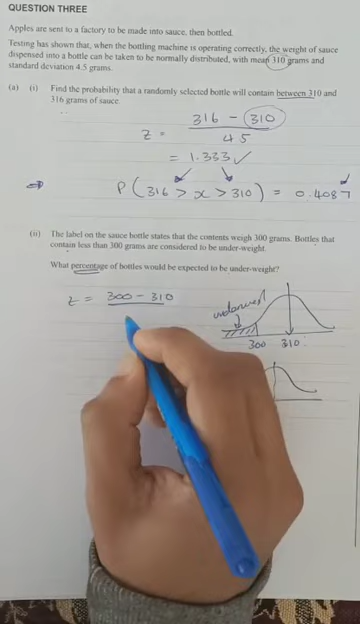 QUESTION THREE
Apples are sent to a factory to be made into sauce, then bottled.
Testing has shown that, when the bottling machine is operating correctly, the weight of sauce
dispensed into a bottle can be taken to be normally distributed, with mean 310 grams and
standard deviation 4.5 grams.
(a) (i) Find the probability that a randomly selected bottle will contain between 310 and
316 grams of sauce.
316 - 310
z =
45
= 1.333 ✓
P(316 > x > 310) = 0.4087
(ii) The label on the sauce bottle states that the contents weigh 300 grams. Bottles that
contain less than 300 grams are considered to be under-weight.
What percentage of bottles would be expected to be under-weight?
z = 300 - 310
300 310